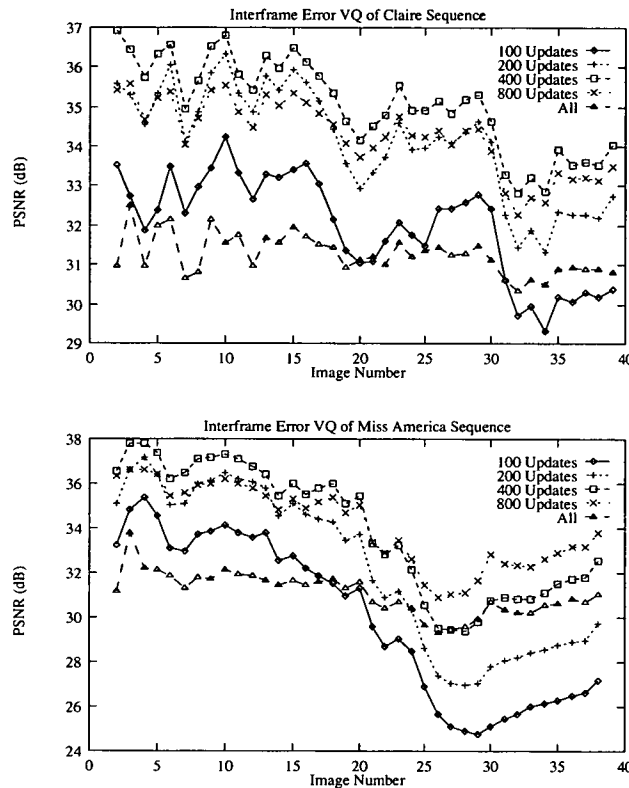 Interframe Error VQ of Claire Sequence
37
36
35
34
33
32
31
30
29
PSNR (dB)
100 Updates
200 Updates
400 Updates
800 Updates
All
0 5 10 15 20 25 30 35 40
Image Number
Interframe Error VQ of Miss America Sequence
38
36
34
32
30
28
26
24
PSNR (dB)
100 Updates
200 Updates
400 Updates
800 Updates
All
0 5 10 15 20 25 30 35 40
Image Number